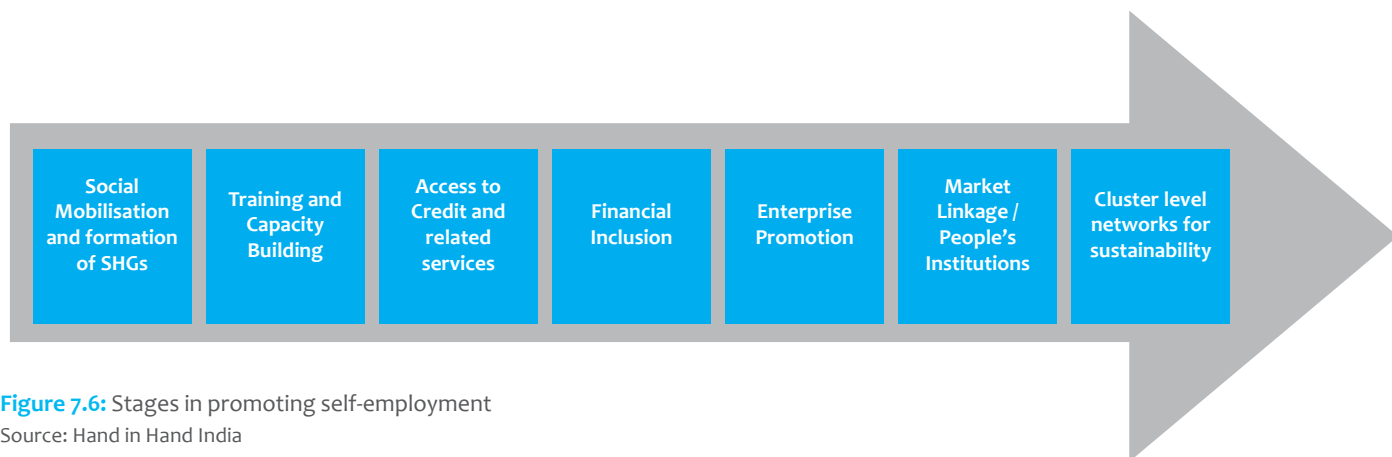 Social
Mobilisation
and formation
of SHGs
Training and
Capacity
Building
Access to
Credit and
related
services
Financial
Inclusion
Enterprise
Promotion
Market
Linkage /
People’s
Institutions
Cluster level
networks for
sustainability
Figure 7.6: Stages in promoting self-employment
Source: Hand in Hand India